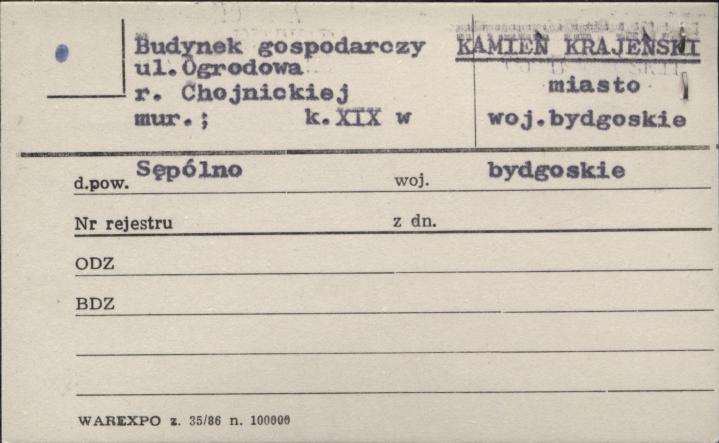 Budynek gospodarczy
ul.Ogrodowa
r. Chojnickiej
mur.; k.XIX w
KAMIEŃ KRAJEŃSKI
miasto
woj.bydgoskie
d.pow. Sępólno woj. bydgoskie
Nr rejestru z dn.
ODZ
BDZ
WAREXPO z. 35/86 n. 100000